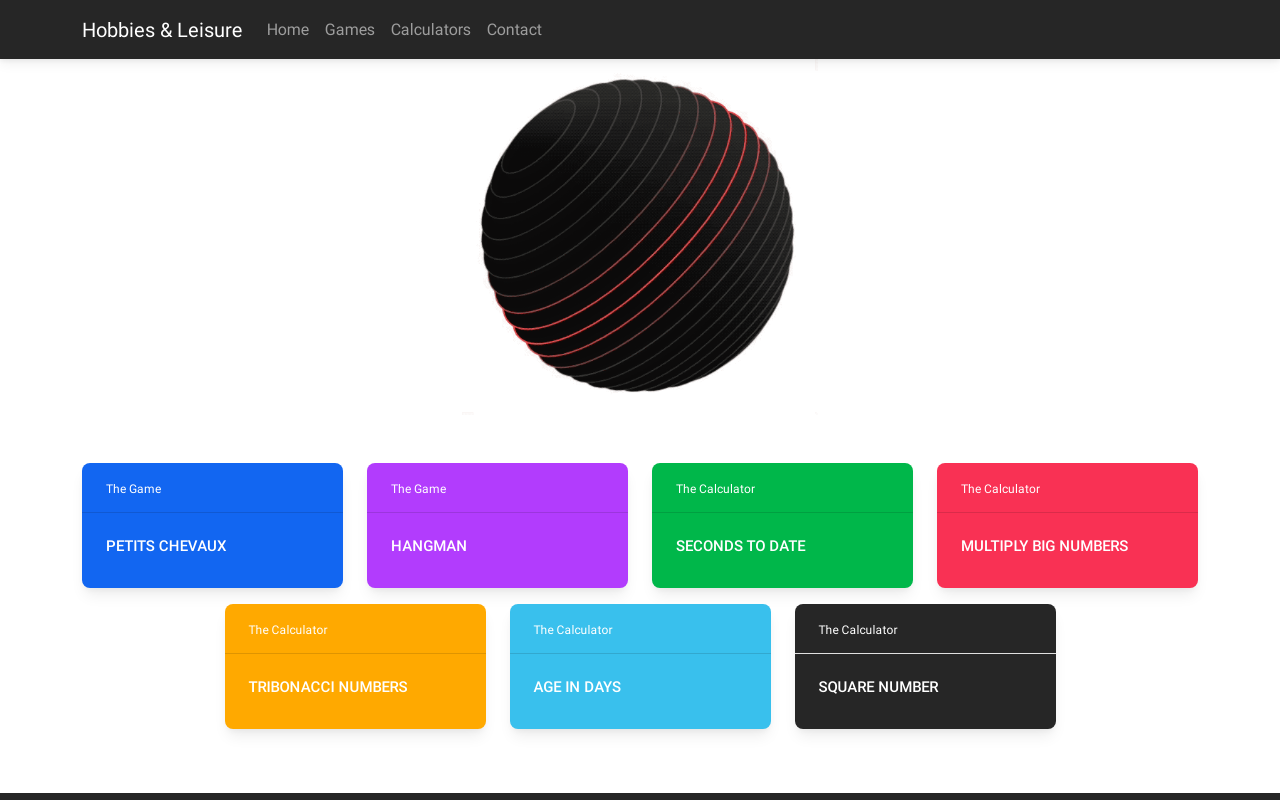 Hobbies & Leisure Home Games Calculators Contact
The Game
PETITS CHEVAUX
The Game
HANGMAN
The Calculator
SECONDS TO DATE
The Calculator
MULTIPLY BIG NUMBERS
The Calculator
TRIBONACCI NUMBERS
The Calculator
AGE IN DAYS
The Calculator
SQUARE NUMBER